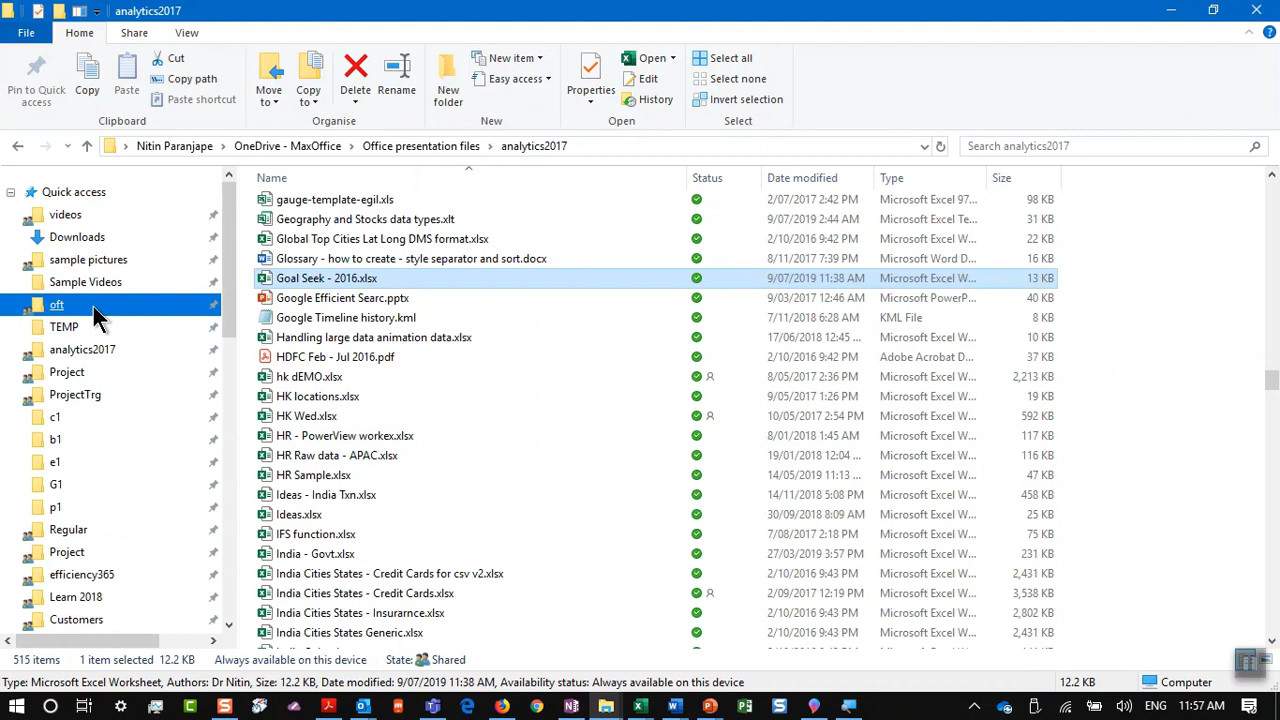 analytics2017
File Home Share View
Pin to Quick access
Copy
Paste
Cut
Copy path
Paste shortcut
Clipboard
Move to
Copy to
Delete
Rename
Organise
New folder
New item
Easy access
New
Properties
Open
Edit
History
Open
Select all
Select none
Invert selection
Select
Nitin Paranjape > OneDrive - MaxOffice > Office presentation files > analytics2017
Search analytics2017
Quick access
videos
Downloads
sample pictures
Sample Videos
oft
TEMP
analytics2017
Project
ProjectTrg
c1
b1
e1
G1
p1
Regular
Project
efficiency365
Learn 2018
Customers
Name Status Date modified Type Size
gauge-template-egil.xls 2/07/2017 2:42 PM Microsoft Excel 97... 98 KB
Geography and Stocks data types.xlt 9/07/2019 2:44 AM Microsoft Excel Te... 31 KB
Global Top Cities Lat Long DMS format.xlsx 2/10/2016 9:42 PM Microsoft Excel W... 22 KB
Glossary - how to create - style separator and sort.docx 8/11/2017 7:39 PM Microsoft Word D... 16 KB
Goal Seek - 2016.xlsx 9/07/2019 11:38 AM Microsoft Excel W... 13 KB
Google Efficient Searc.pptx 9/03/2017 12:46 AM Microsoft PowerP... 40 KB
Google Timeline history.kml 7/11/2018 6:28 AM KML File 8 KB
Handling large data animation data.xlsx 17/06/2018 12:45 ... Microsoft Excel W... 10 KB
HDFC Feb - Jul 2016.pdf 2/10/2016 9:42 PM Adobe Acrobat D... 37 KB
hk dEMO.xlsx 8/05/2017 2:36 PM Microsoft Excel W... 2,213 KB
HK locations.xlsx 9/05/2017 1:26 PM Microsoft Excel W... 19 KB
HK Wed.xlsx 10/05/2017 2:54 PM Microsoft Excel W... 592 KB
HR - PowerView workex.xlsx 8/01/2018 1:45 AM Microsoft Excel W... 117 KB
HR Raw data - APAC.xlsx 19/01/2018 12:04 ... Microsoft Excel W... 116 KB
HR Sample.xlsx 14/05/2019 11:13 ... Microsoft Excel W... 47 KB
Ideas - India Txn.xlsx 14/11/2018 5:08 PM Microsoft Excel W... 458 KB
Ideas.xlsx 30/09/2018 8:09 AM Microsoft Excel W... 25 KB
IFS function.xlsx 7/08/2017 2:38 PM Microsoft Excel W... 75 KB
India - Govt.xlsx 27/03/2019 3:57 PM Microsoft Excel W... 231 KB
India Cities States - Credit Cards for csv v2.xlsx 2/10/2016 9:43 PM Microsoft Excel W... 2,431 KB
India Cities States - Credit Cards.xlsx 2/09/2017 12:19 PM Microsoft Excel W... 3,538 KB
India Cities States - Insurarnce.xlsx 2/10/2016 9:43 PM Microsoft Excel W... 2,802 KB
India Cities States Generic.xlsx 2/10/2016 9:43 PM Microsoft Excel W... 2,431 KB
515 items 1 item selected 12.2 KB Always available on this device State: Shared
Type: Microsoft Excel Worksheet, Authors: Dr Nitin, Size: 12.2 KB, Date modified: 9/07/2019 11:38 AM, Availability status: Always available on this device 12.2 KB Computer
ENG 11:57 AM